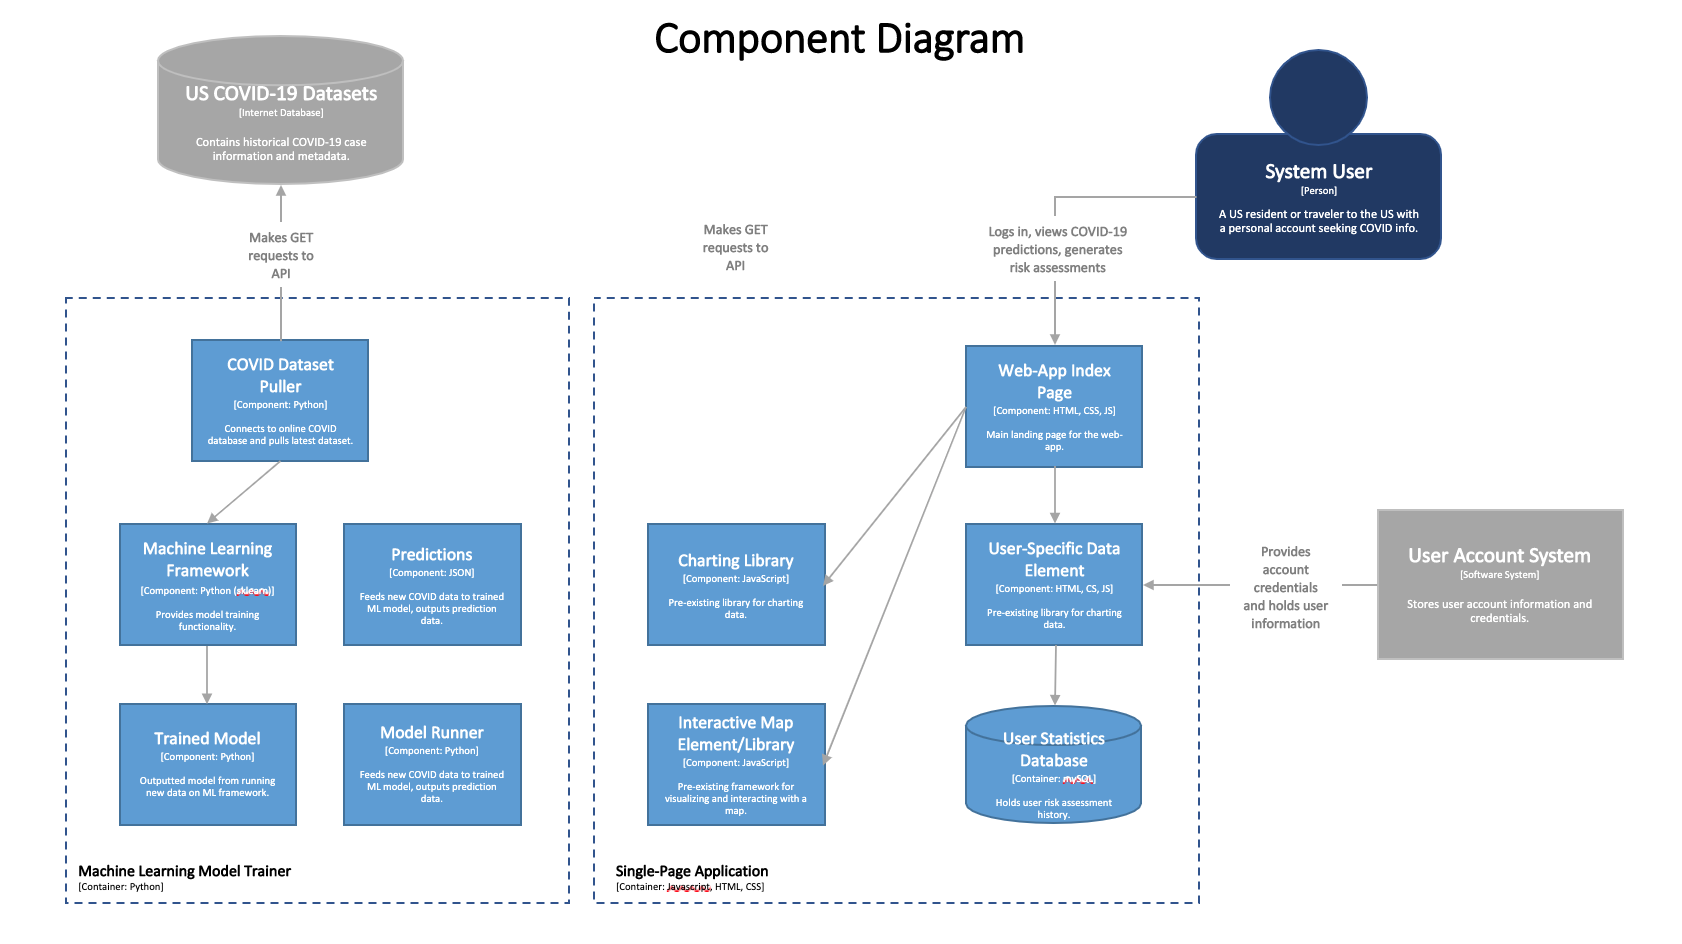 Component Diagram
US COVID-19 Datasets
[Internet Database]
Contains historical COVID-19 case
information and metadata.
System User
[Person]
A US resident or traveler to the US with
a personal account seeking COVID info.
Makes GET
requests to
API
Makes GET
requests to
API
Logs in, views COVID-19
predictions, generates
risk assessments
COVID Dataset
Puller
[Component: Python]
Connects to online COVID
database and pulls latest dataset.
Web-App Index
Page
[Component: HTML, CSS, JS]
Main landing page for the web-
app.
Machine Learning
Framework
[Component: Python (sklearn)]
Provides model training
functionality.
Predictions
[Component: JSON]
Feeds new COVID data to trained
ML model, outputs prediction
data.
Charting Library
[Component: JavaScript]
Pre-existing library for charting
data.
User-Specific Data
Element
[Component: HTML, CS, JS]
Pre-existing library for charting
data.
Provides
account
credentials
and holds user
information
User Account System
[Software System]
Stores user account information and
credentials.
Trained Model
[Component: Python]
Outputted model from running
new data on ML framework.
Model Runner
[Component: Python]
Feeds new COVID data to trained
ML model, outputs prediction
data.
Interactive Map
Element/Library
[Component: JavaScript]
Pre-existing framework for
visualizing and interacting with a
map.
User Statistics
Database
[Container: mySQL]
Holds user risk assessment
history.
Machine Learning Model Trainer
[Container: Python]
Single-Page Application
[Container: Javascript, HTML, CSS]